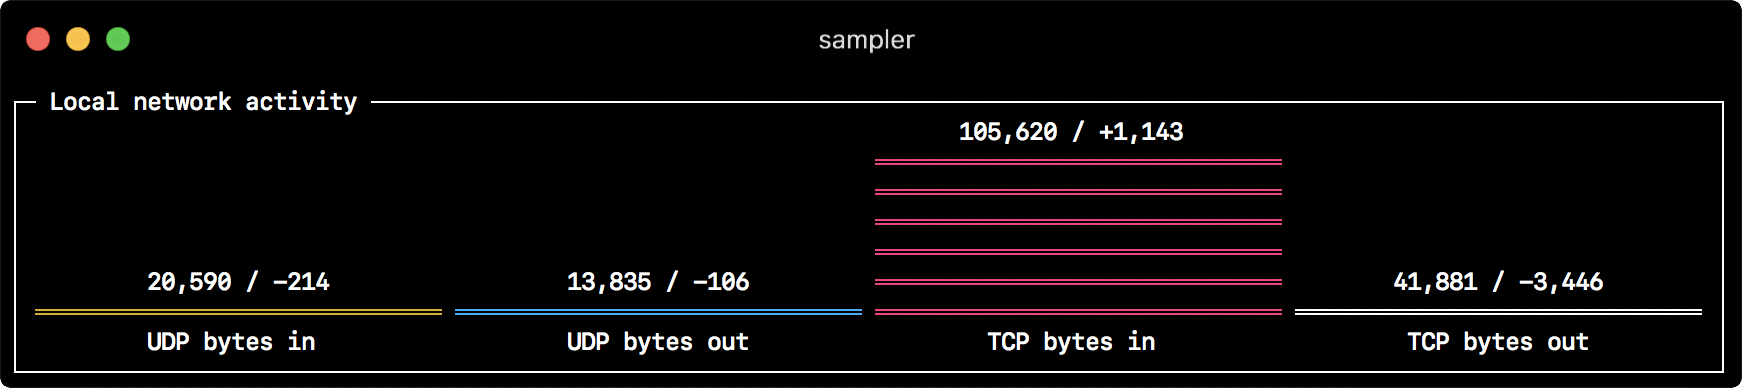 sampler
Local network activity
105,620 / +1,143
20,590 / -214
13,835 / -106
41,881 / -3,446
UDP bytes in
UDP bytes out
TCP bytes in
TCP bytes out